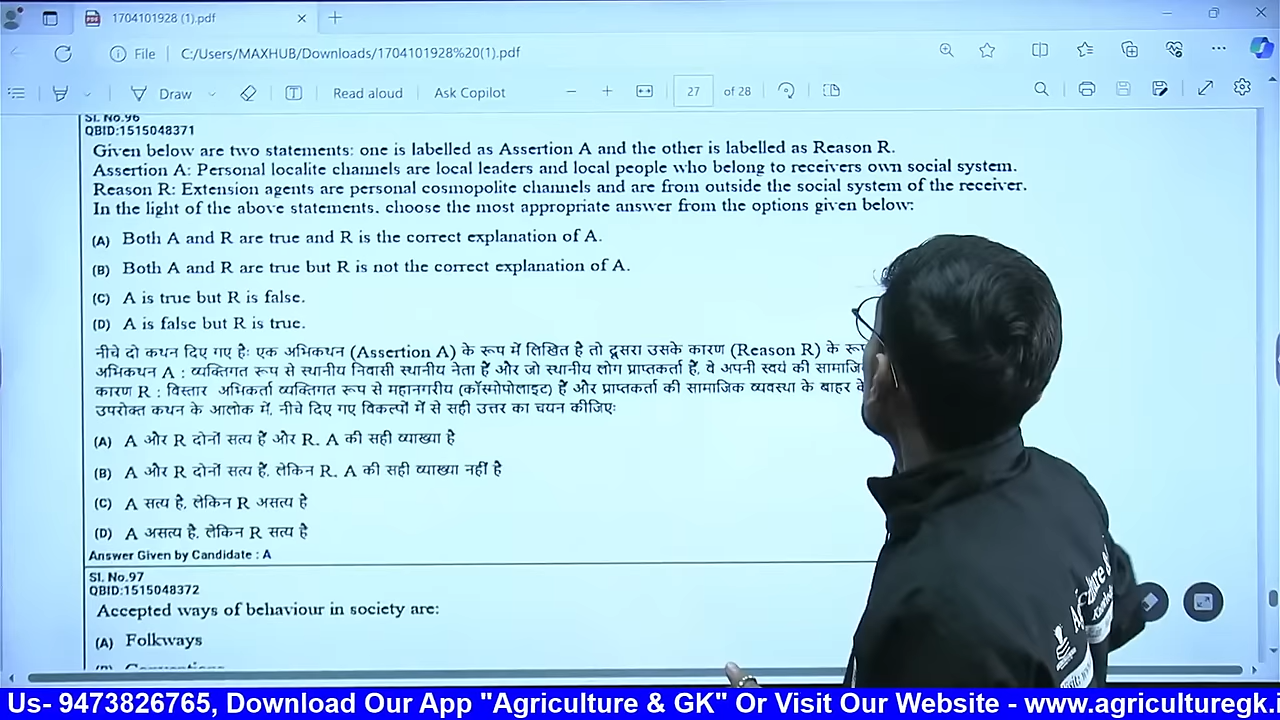 1704101928 (1).pdf
File
C:/Users/MAXHUB/Downloads/1704101928%20(1).pdf
Draw
Read aloud
Ask Copilot
27 of 28
Sl. No.96
QBID:1515048371
Given below are two statements: one is labelled as Assertion A and the other is labelled as Reason R.
Assertion A: Personal localite channels are local leaders and local people who belong to receivers own social system.
Reason R: Extension agents are personal cosmopolite channels and are from outside the social system of the receiver.
In the light of the above statements, choose the most appropriate answer from the options given below:
(A) Both A and R are true and R is the correct explanation of A.
(B) Both A and R are true but R is not the correct explanation of A.
(C) A is true but R is false.
(D) A is false but R is true.
नीचे दो कथन दिए गए हैः एक अभिकथन (Assertion A) के रूप में लिखित है तो दूसरा उसके कारण (Reason R) के
अभिकथन A : व्यक्तिगत रूप से स्थानीय निवासी स्थानीय नेता हैं और जो स्थानीय लोग प्राप्तकर्ता हैं, वे अपनी स्वयं की
कारण R : विस्तार अभिकर्ता व्यक्तिगत रूप से महानगरीय (कॉस्मोपोलाइट) हैं और प्राप्तकर्ता की सामाजिक व्यवस्था के बाहर
उपरोक्त कथन के आलोक में, नीचे दिए गए विकल्पों में से सही उत्तर का चयन कीजिएः
(A) A और R दोनों सत्य हैं और R, A की सही व्याख्या है
(B) A और R दोनों सत्य हैं, लेकिन R, A की सही व्याख्या नहीं है
(C) A सत्य है, लेकिन R असत्य है
(D) A असत्य है, लेकिन R सत्य है
Answer Given by Candidate : A
Sl. No.97
QBID:1515048372
Accepted ways of behaviour in society are:
(A) Folkways
Us- 9473826765, Download Our App "Agriculture & GK" Or Visit Our Website - www.agriculturegk.